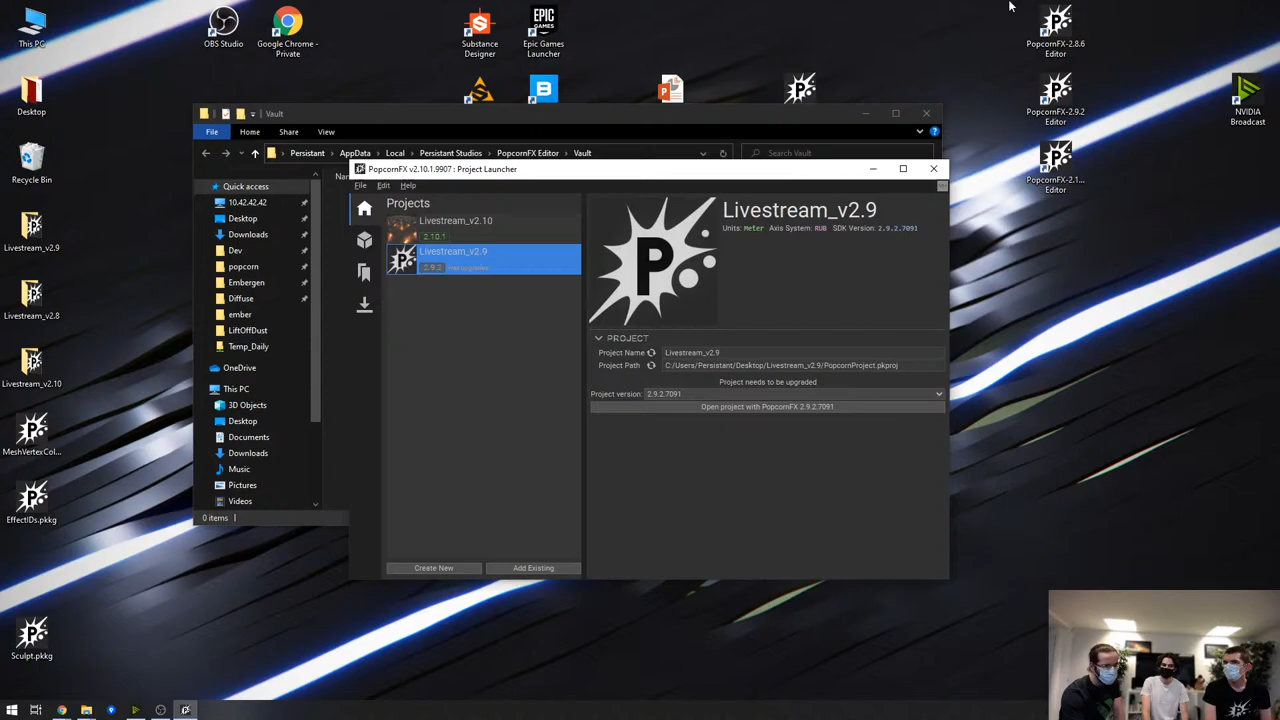 This PC
OBS Studio
Google Chrome - Private
Substance Designer
Epic Games Launcher
EPIC GAMES
PopcornFX-2.8.6 Editor
Desktop
PopcornFX-2.9.2 Editor
NVIDIA Broadcast
Recycle Bin
PopcornFX-2.1... Editor
Livestream_v2.9
Livestream_v2.8
Livestream_v2.10
MeshVertexCol...
EffectIDs.pkkg
Sculpt.pkkg
Vault
File Home Share View
Persistant > AppData > Local > Persistant Studios > PopcornFX Editor > Vault
Search Vault
Quick access
10.42.42.42
Desktop
Downloads
Dev
popcorn
Embergen
Diffuse
ember
LiftOffDust
Temp_Daily
OneDrive
This PC
3D Objects
Desktop
Documents
Downloads
Music
Pictures
Videos
0 items
PopcornFX v2.10.1.9907 : Project Launcher
File Edit Help
Projects
Livestream_v2.10
2.10.1
Livestream_v2.9
2.9.2
Create New
Add Existing
Livestream_v2.9
Units: Meter Axis System: RUB SDK Version: 2.9.2.7091
PROJECT
Project Name Livestream_v2.9
Project Path C:/Users/Persistant/Desktop/Livestream_v2.9/PopcornProject.pkproj
Project needs to be upgraded
Project version: 2.9.2.7091
Open project with PopcornFX 2.9.2.7091